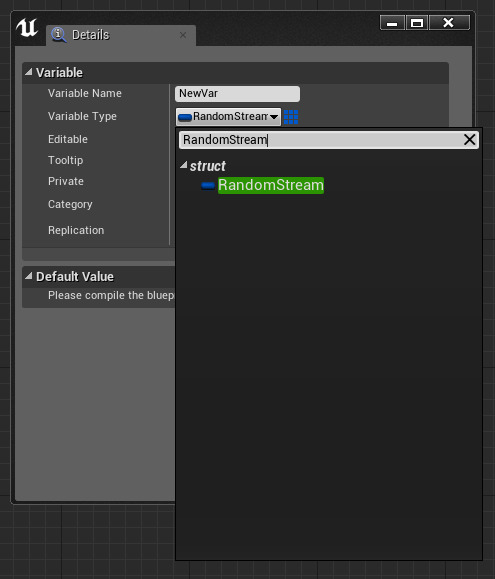 Details
Variable
Variable Name NewVar
Variable Type RandomStream
Editable RandomStream
Tooltip struct
Private RandomStream
Category
Replication
Default Value
Please compile the bluep